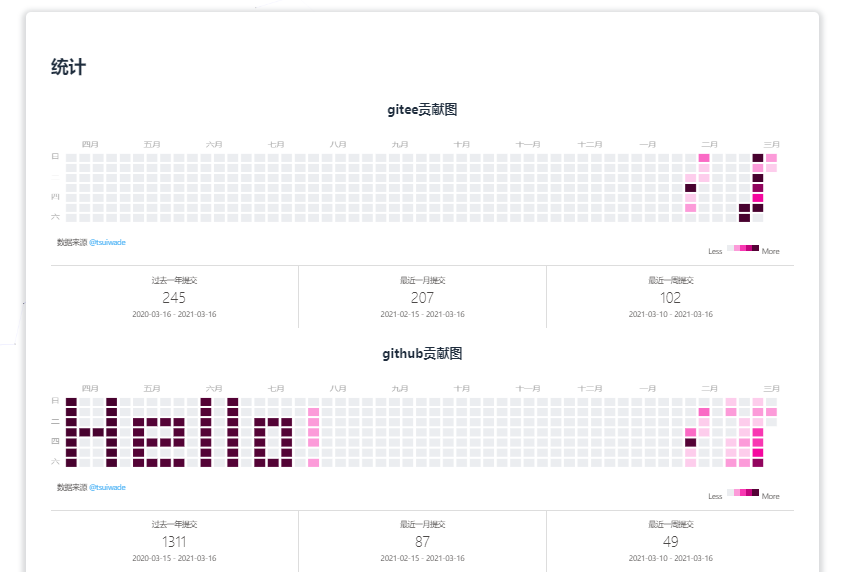 统计
gitee贡献图
四月 五月 六月 七月 八月 九月 十月 十一月 十二月 一月 二月 三月
日
四
六
数据来源 @tsuiwade
Less More
过去一年提交 最近一月提交 最近一周提交
245 207 102
2020-03-16 - 2021-03-16 2021-02-15 - 2021-03-16 2021-03-10 - 2021-03-16
github贡献图
四月 五月 六月 七月 八月 九月 十月 十一月 十二月 一月 二月 三月
日
二
四
六
Hello
数据来源 @tsuiwade
Less More
过去一年提交 最近一月提交 最近一周提交
1311 87 49
2020-03-15 - 2021-03-16 2021-02-15 - 2021-03-16 2021-03-10 - 2021-03-16